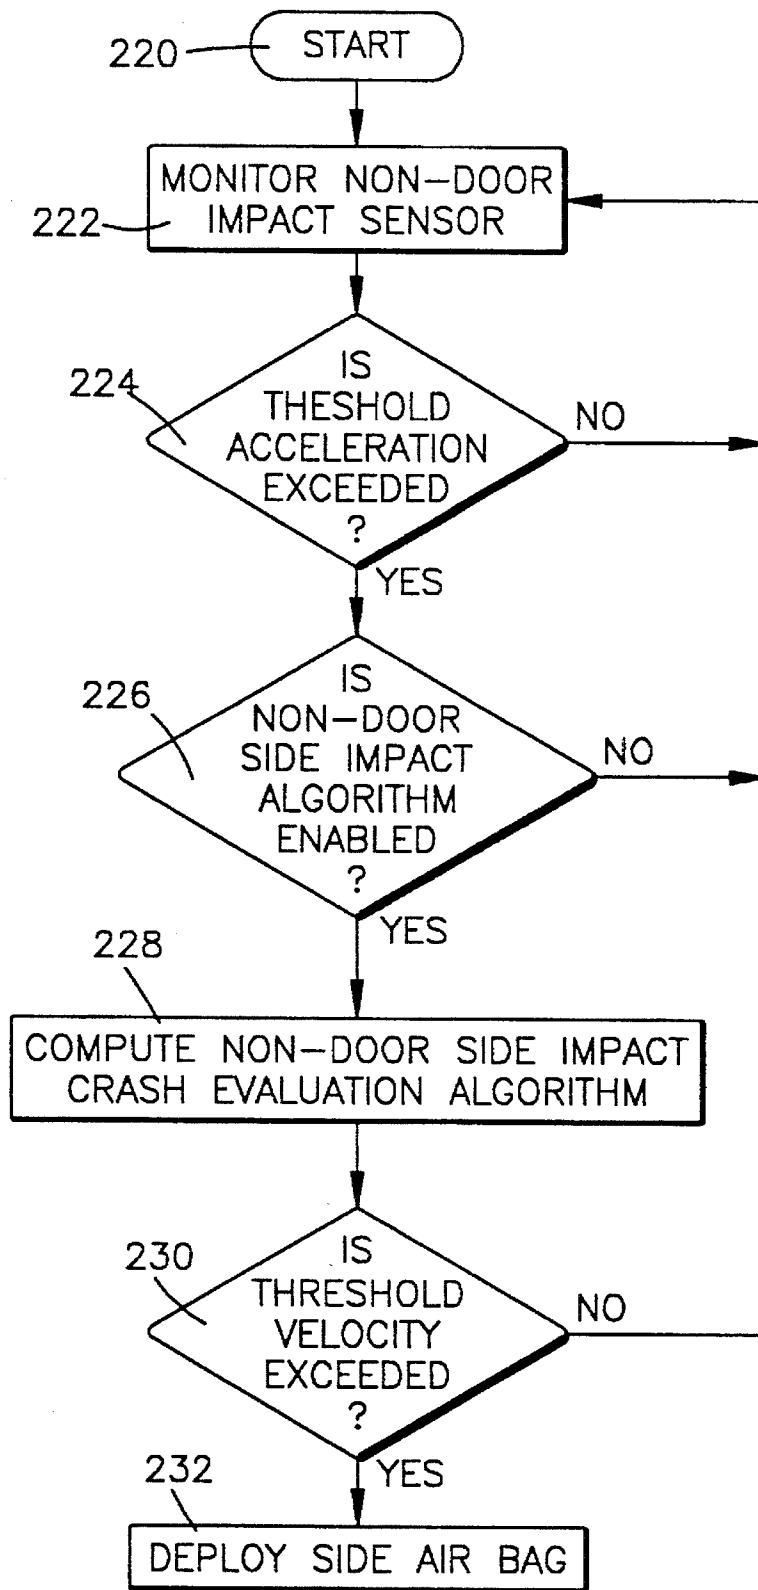 220
START
MONITOR NON-DOOR
IMPACT SENSOR
222
IS
THESHOLD
ACCELERATION
EXCEEDED
?
224
NO
YES
IS
NON-DOOR
SIDE IMPACT
ALGORITHM
ENABLED
?
226
NO
YES
228
COMPUTE NON-DOOR SIDE IMPACT
CRASH EVALUATION ALGORITHM
IS
THRESHOLD
VELOCITY
EXCEEDED
?
230
NO
YES
232
DEPLOY SIDE AIR BAG